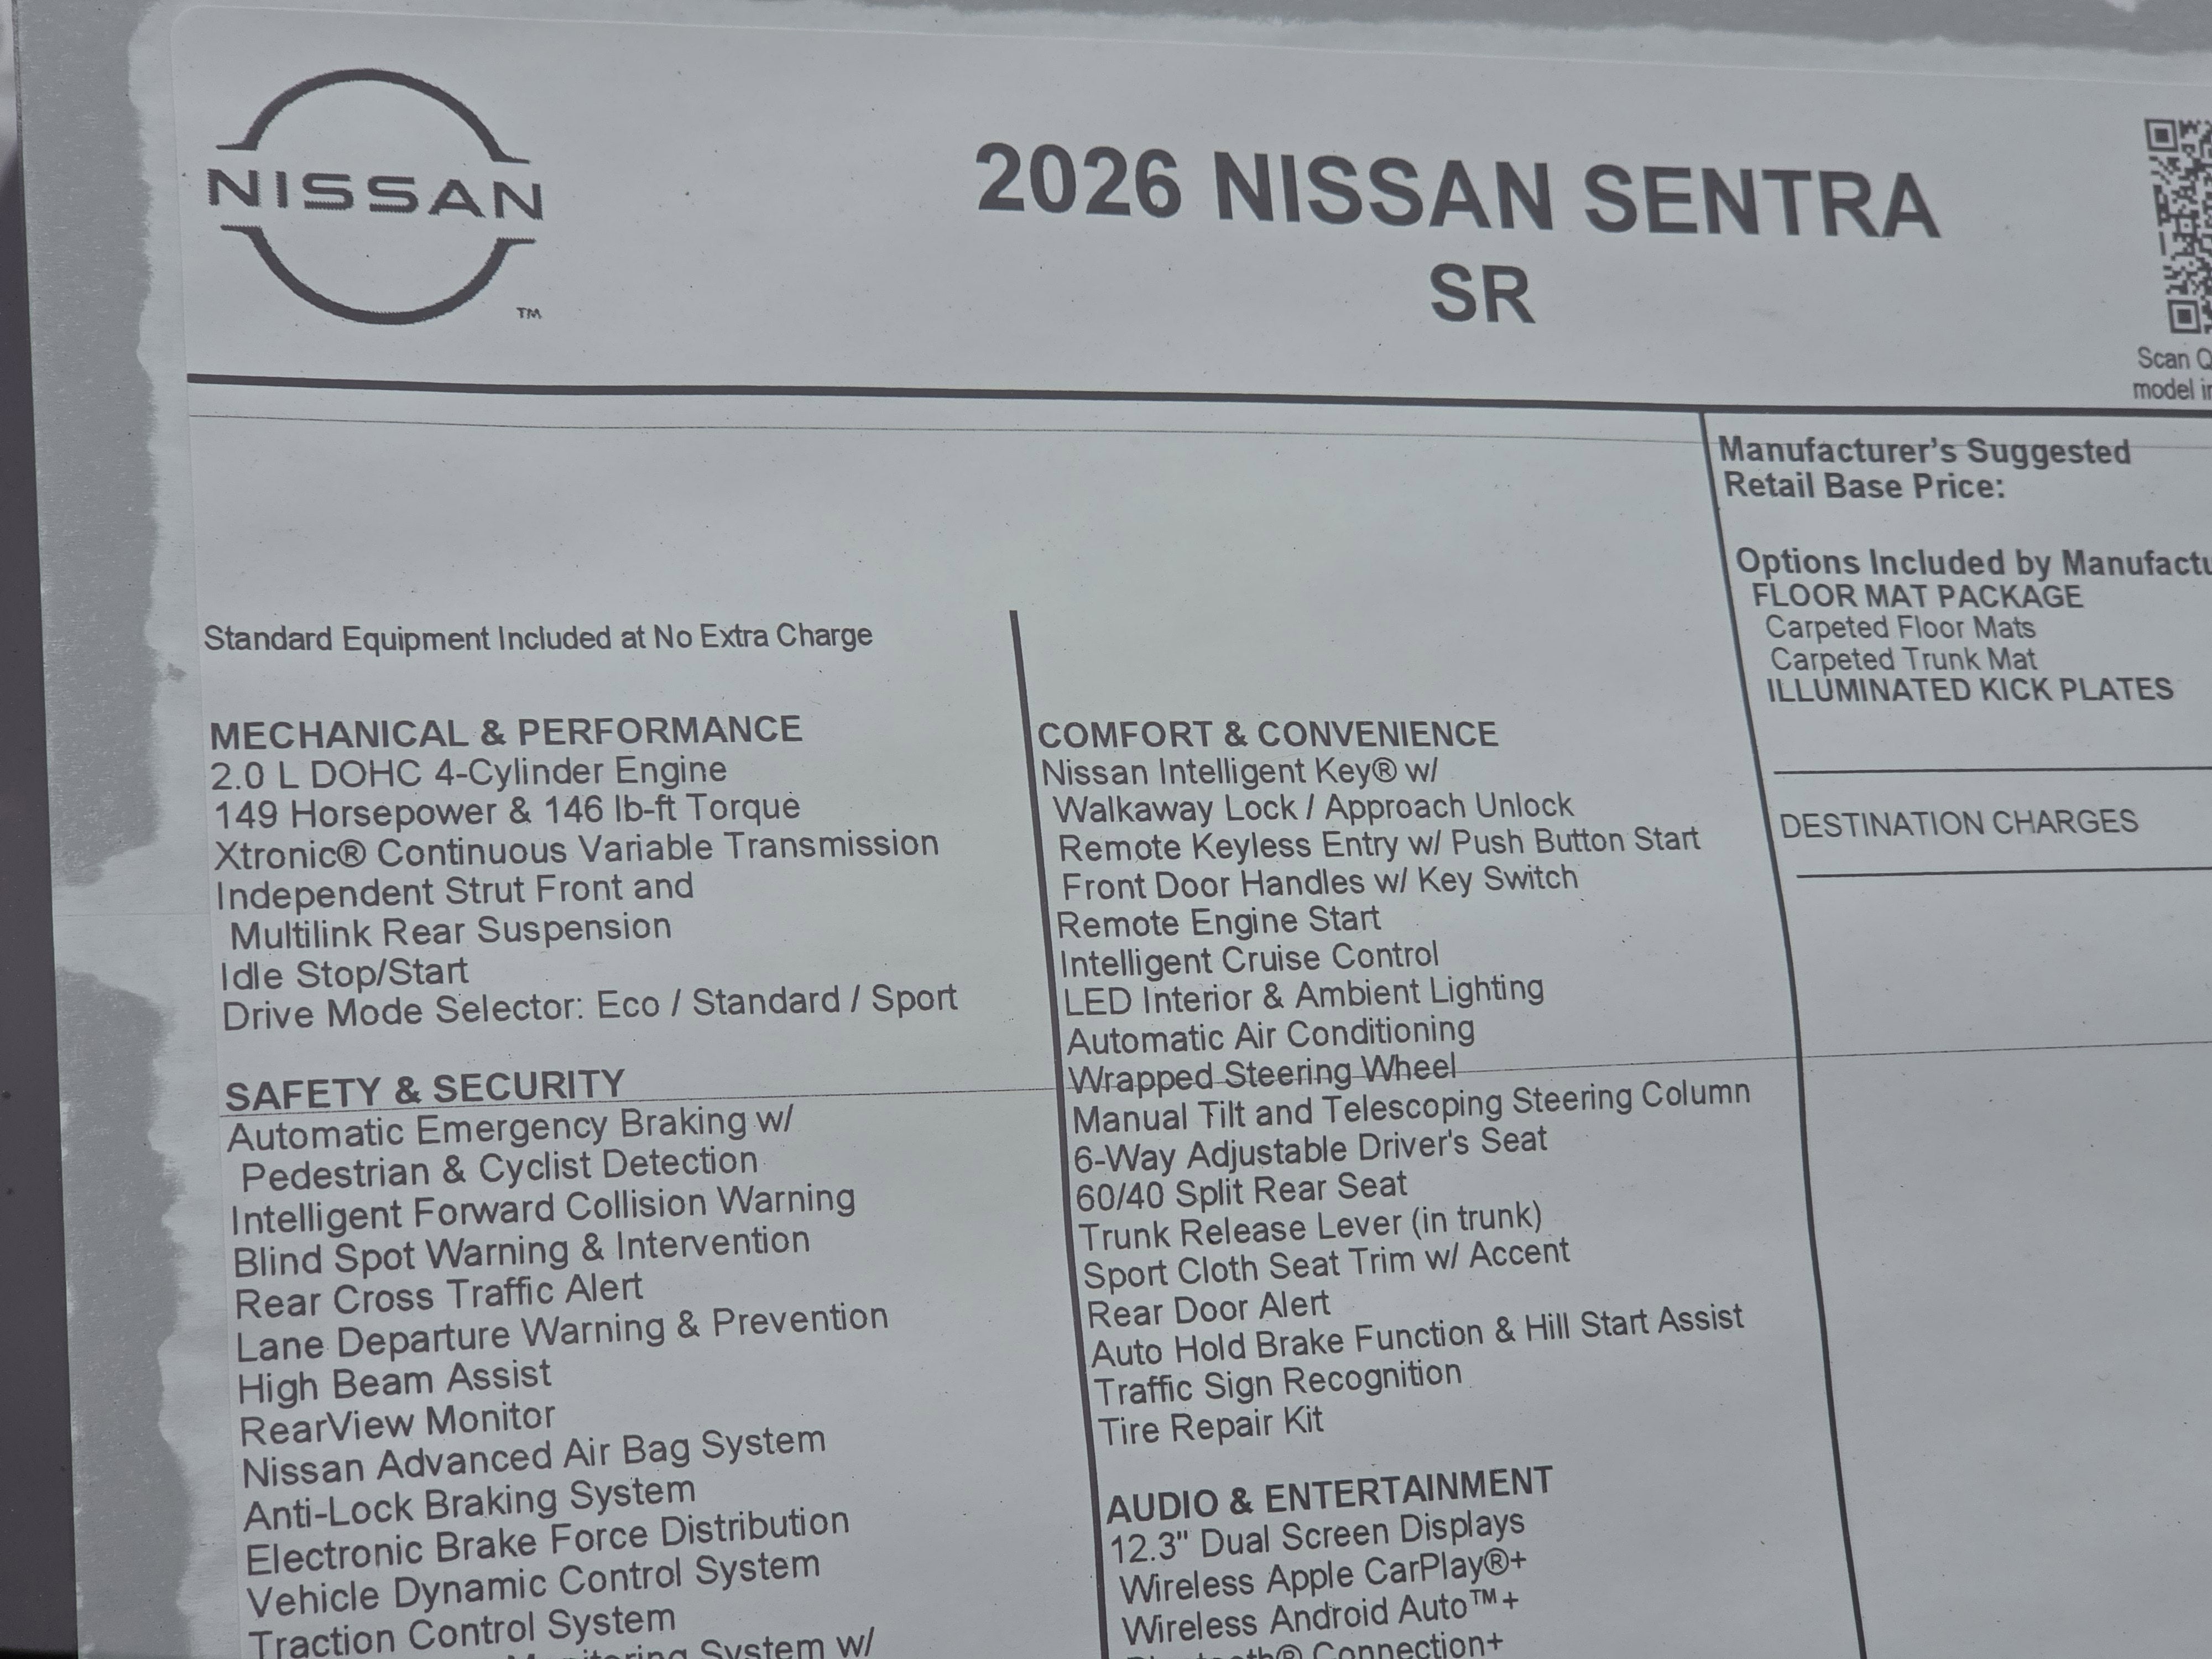 NISSAN
TM
2026 NISSAN SENTRA
SR
Scan
model
Standard Equipment Included at No Extra Charge
MECHANICAL & PERFORMANCE
2.0 L DOHC 4-Cylinder Engine
149 Horsepower & 146 lb-ft Torque
Xtronic® Continuous Variable Transmission
Independent Strut Front and
Multilink Rear Suspension
Idle Stop/Start
Drive Mode Selector: Eco / Standard / Sport
SAFETY & SECURITY
Automatic Emergency Braking w/
Pedestrian & Cyclist Detection
Intelligent Forward Collision Warning
Blind Spot Warning & Intervention
Rear Cross Traffic Alert
Lane Departure Warning & Prevention
High Beam Assist
RearView Monitor
Nissan Advanced Air Bag System
Anti-Lock Braking System
Electronic Brake Force Distribution
Vehicle Dynamic Control System
Traction Control System
System w/
COMFORT & CONVENIENCE
Nissan Intelligent Key® w/
Walkaway Lock / Approach Unlock
Remote Keyless Entry w/ Push Button Start
Front Door Handles w/ Key Switch
Remote Engine Start
Intelligent Cruise Control
LED Interior & Ambient Lighting
Automatic Air Conditioning
Wrapped Steering Wheel
Manual Tilt and Telescoping Steering Column
6-Way Adjustable Driver's Seat
60/40 Split Rear Seat
Trunk Release Lever (in trunk)
Sport Cloth Seat Trim w/ Accent
Rear Door Alert
Auto Hold Brake Function & Hill Start Assist
Traffic Sign Recognition
Tire Repair Kit
AUDIO & ENTERTAINMENT
12.3" Dual Screen Displays
Wireless Apple CarPlay®+
Wireless Android Auto™+
Connection+
Manufacturer's Suggested
Retail Base Price:
Options Included by Manufactu
FLOOR MAT PACKAGE
Carpeted Floor Mats
Carpeted Trunk Mat
ILLUMINATED KICK PLATES
DESTINATION CHARGES